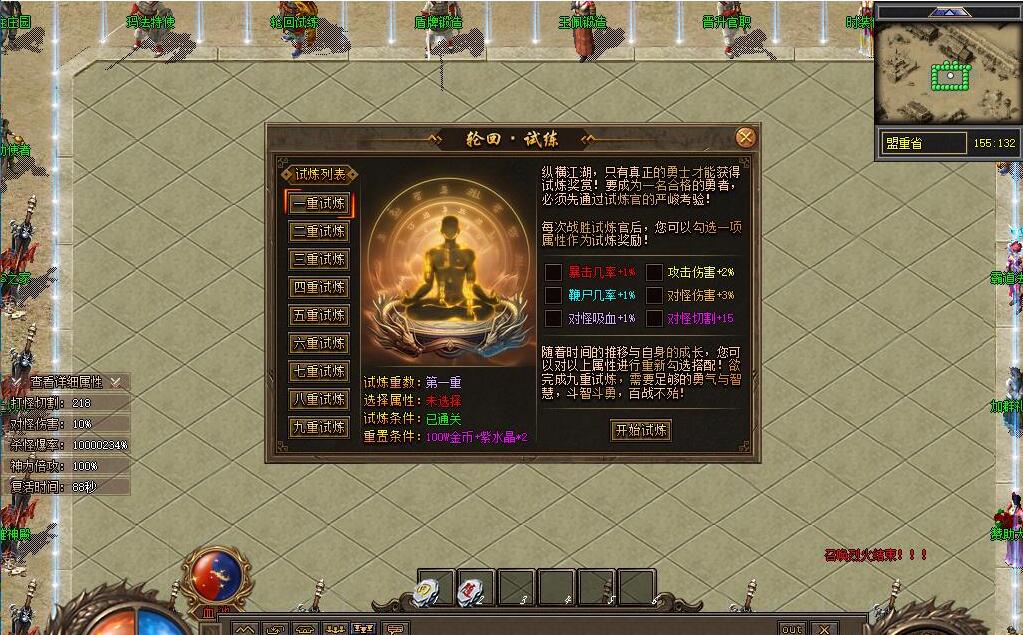 玛法特使
轮回试炼
盾牌锻造
玉佩锻造
晋升官职
盟重省
155:132
轮回·试炼
试炼列表
一重试炼
二重试炼
三重试炼
四重试炼
五重试炼
六重试炼
七重试炼
八重试炼
九重试炼
试炼重数：第一重
选择属性：未选择
试炼条件：已通关
重置条件：100W金币+紫水晶*2
纵横江湖，只有真正的勇士才能获得
试炼奖赏！要成为一名合格的勇者，
必须先通过试炼官的严峻考验！
每次战胜试炼官后，您可以勾选一项
属性作为试炼奖励！
暴击几率+1%
攻击伤害+2%
鞭尸几率+1%
对怪伤害+3%
对怪吸血+1%
对怪切割+15
随着时间的推移与自身的成长，您可
以对以上属性进行重新勾选搭配！欲
完成九重试炼，需要足够的勇气与智
慧，斗智斗勇，百战不殆！
开始试炼
查看详细属性
打怪切割：218
对怪伤害：10%
杀怪爆率：10000234%
神力倍攻：100%
复活时间：88秒
召唤烈火结束！！！
2
3
4
5
6
out